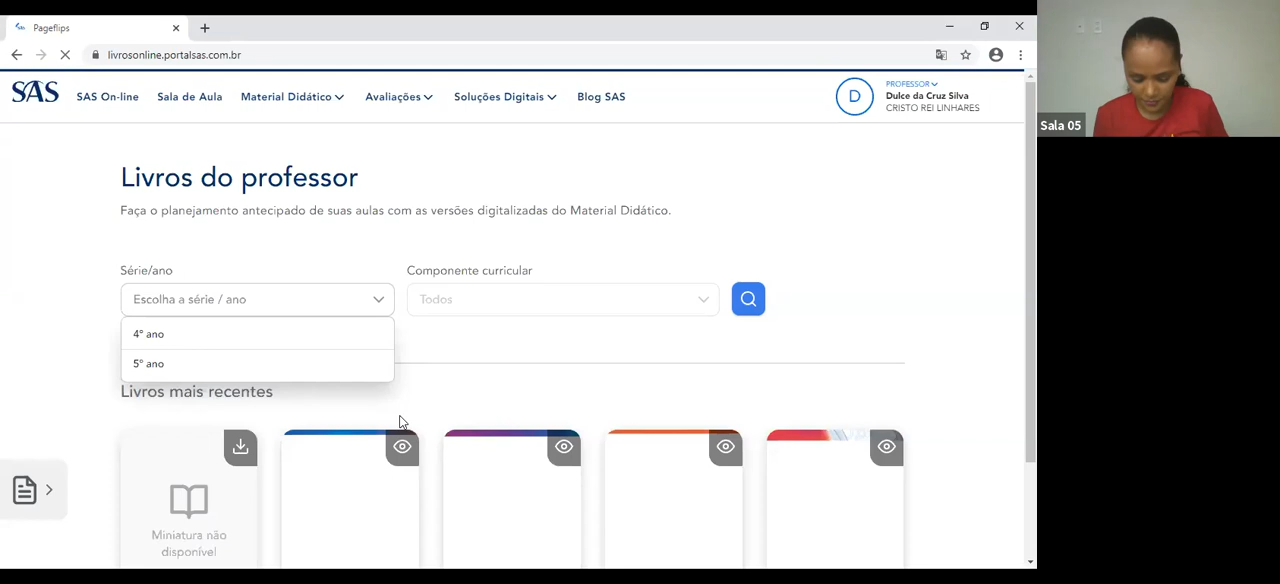 Pageflips
livrosonline.portalsas.com.br
SAS
SAS On-line
Sala de Aula
Material Didático
Avaliações
Soluções Digitais
Blog SAS
D
PROFESSOR
Dulce da Cruz Silva
CRISTO REI LINHARES
Sala 05
Livros do professor
Faça o planejamento antecipado de suas aulas com as versões digitalizadas do Material Didático.
Série/ano
Componente curricular
Escolha a série / ano
Todos
4º ano
5º ano
Livros mais recentes
Miniatura não
disponível